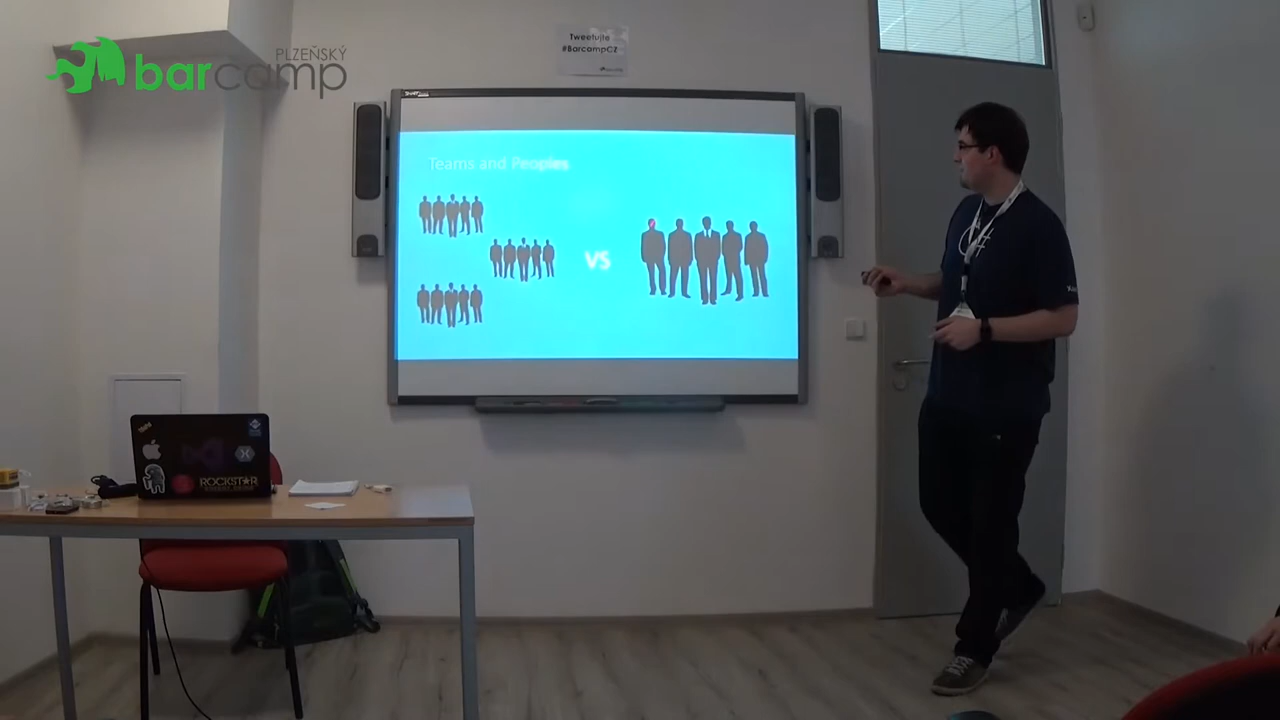 PLZEŇSKÝ
barcamp
Tweetujte
#BarcampCZ
Teams and Peoples
VS
ROCKSTAR